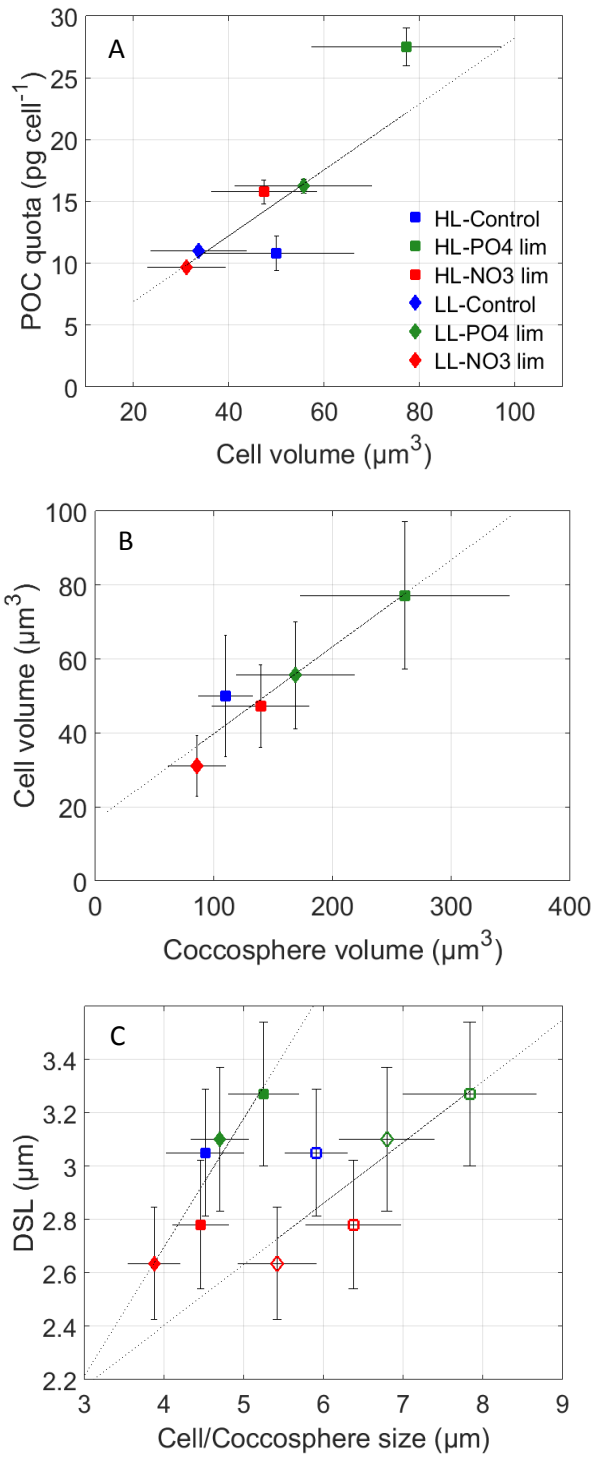 A
30
25
20
15
10
5
0
POC quota (pg cell⁻¹)
HL-Control
HL-PO4 lim
HL-NO3 lim
LL-Control
LL-PO4 lim
LL-NO3 lim
20 40 60 80 100
Cell volume (µm³)
B
100
80
60
40
20
0
Cell volume (µm³)
0 100 200 300 400
Coccosphere volume (µm³)
C
3.4
3.2
3.0
2.8
2.6
2.4
2.2
DSL (µm)
3 4 5 6 7 8 9
Cell/Coccosphere size (µm)